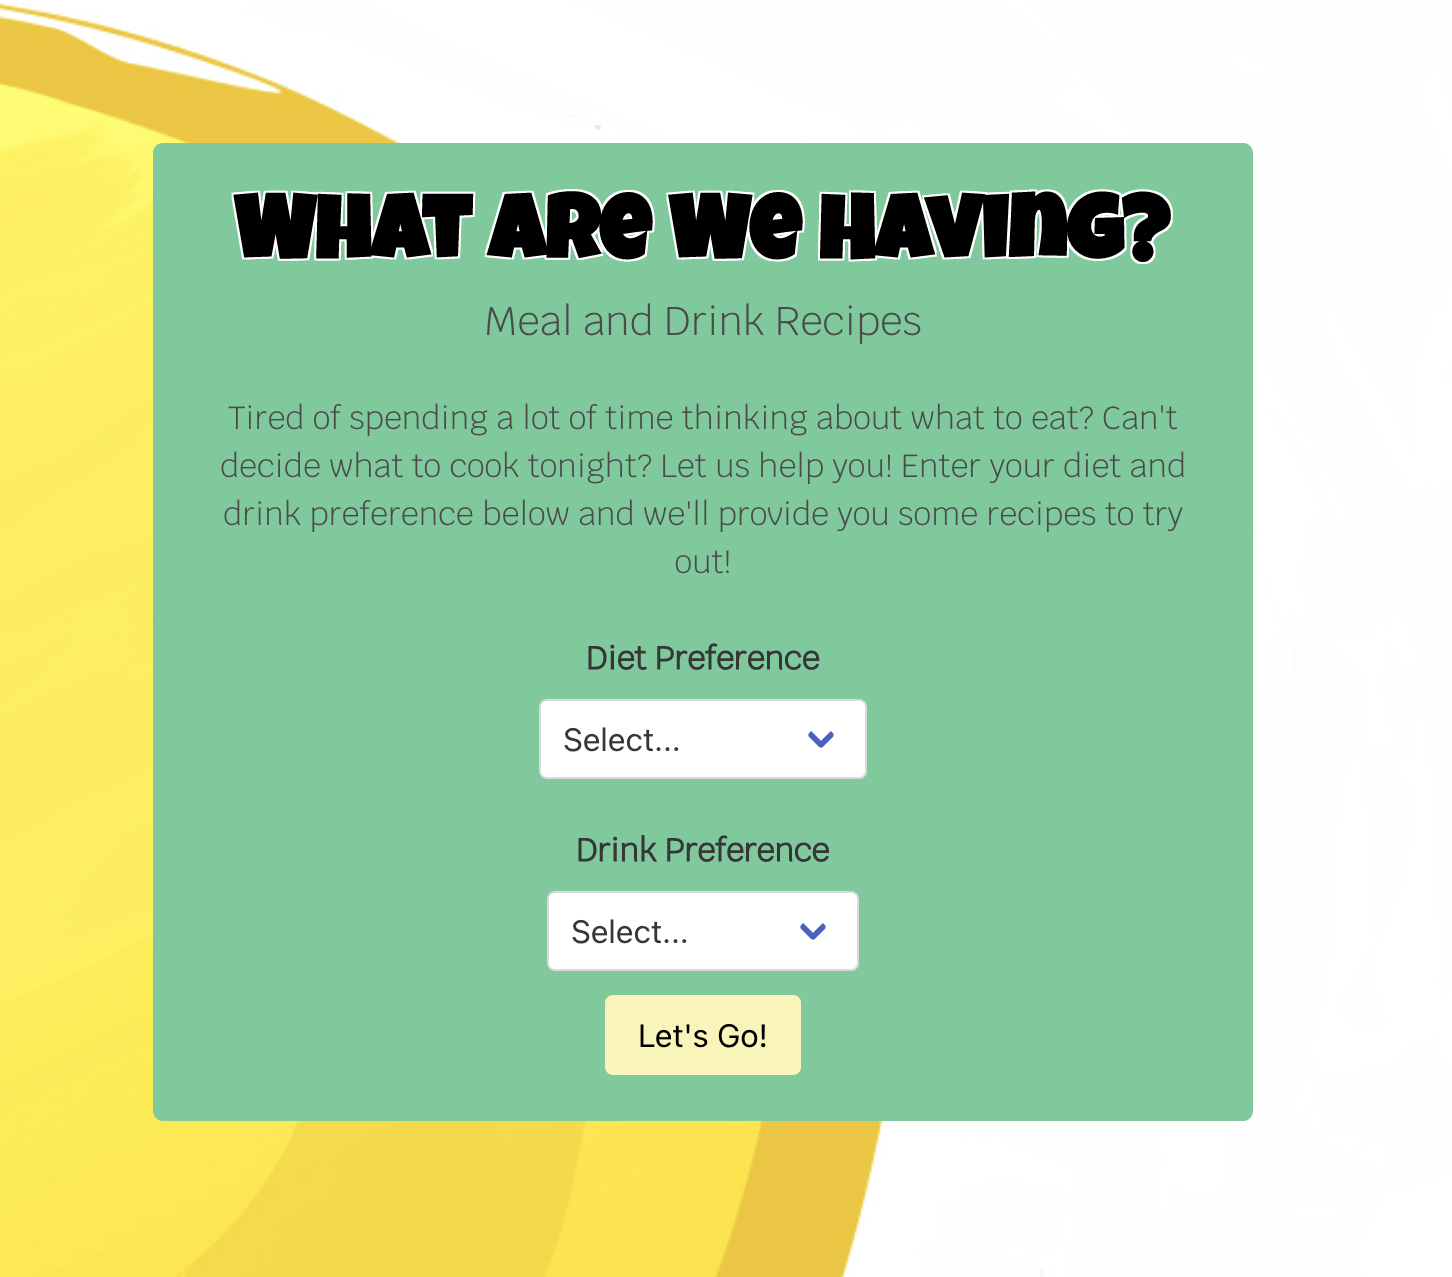 WHAT ARe We HAVING?
Meal and Drink Recipes
Tired of spending a lot of time thinking about what to eat? Can't
decide what to cook tonight? Let us help you! Enter your diet and
drink preference below and we'll provide you some recipes to try
out!
Diet Preference
Select...
Drink Preference
Select...
Let's Go!